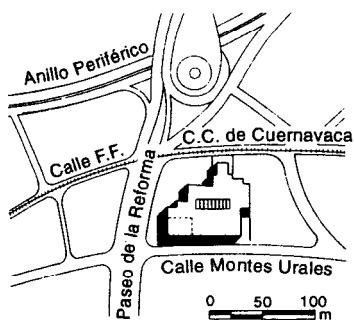 Anillo Periférico
C.C. de Cuernavaca
Calle F.F.
Paseo de la Reforma
Calle Montes Urales
0 50 100
m